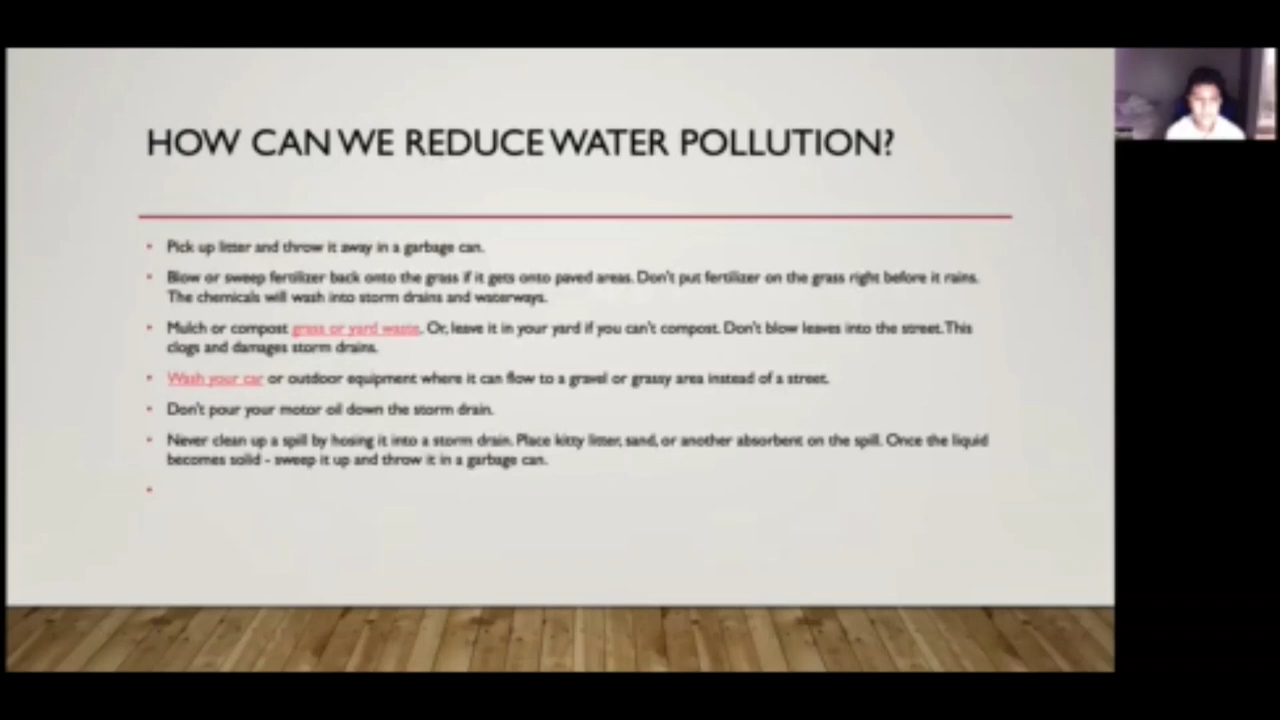 HOW CAN WE REDUCE WATER POLLUTION?
• Pick up litter and throw it away in a garbage can.
• Blow or sweep fertilizer back onto the grass if it gets onto paved areas. Don't put fertilizer on the grass right before it rains.
The chemicals will wash into storm drains and waterways.
• Mulch or compost grass or yard waste. Or, leave it in your yard if you can't compost. Don't blow leaves into the street. This
clogs and damages storm drains.
• Wash your car or outdoor equipment where it can flow to a gravel or grassy area instead of a street.
• Don't pour your motor oil down the storm drain.
• Never clean up a spill by hosing it into a storm drain. Place kitty litter, sand, or another absorbent on the spill. Once the liquid
becomes solid - sweep it up and throw it in a garbage can.
•